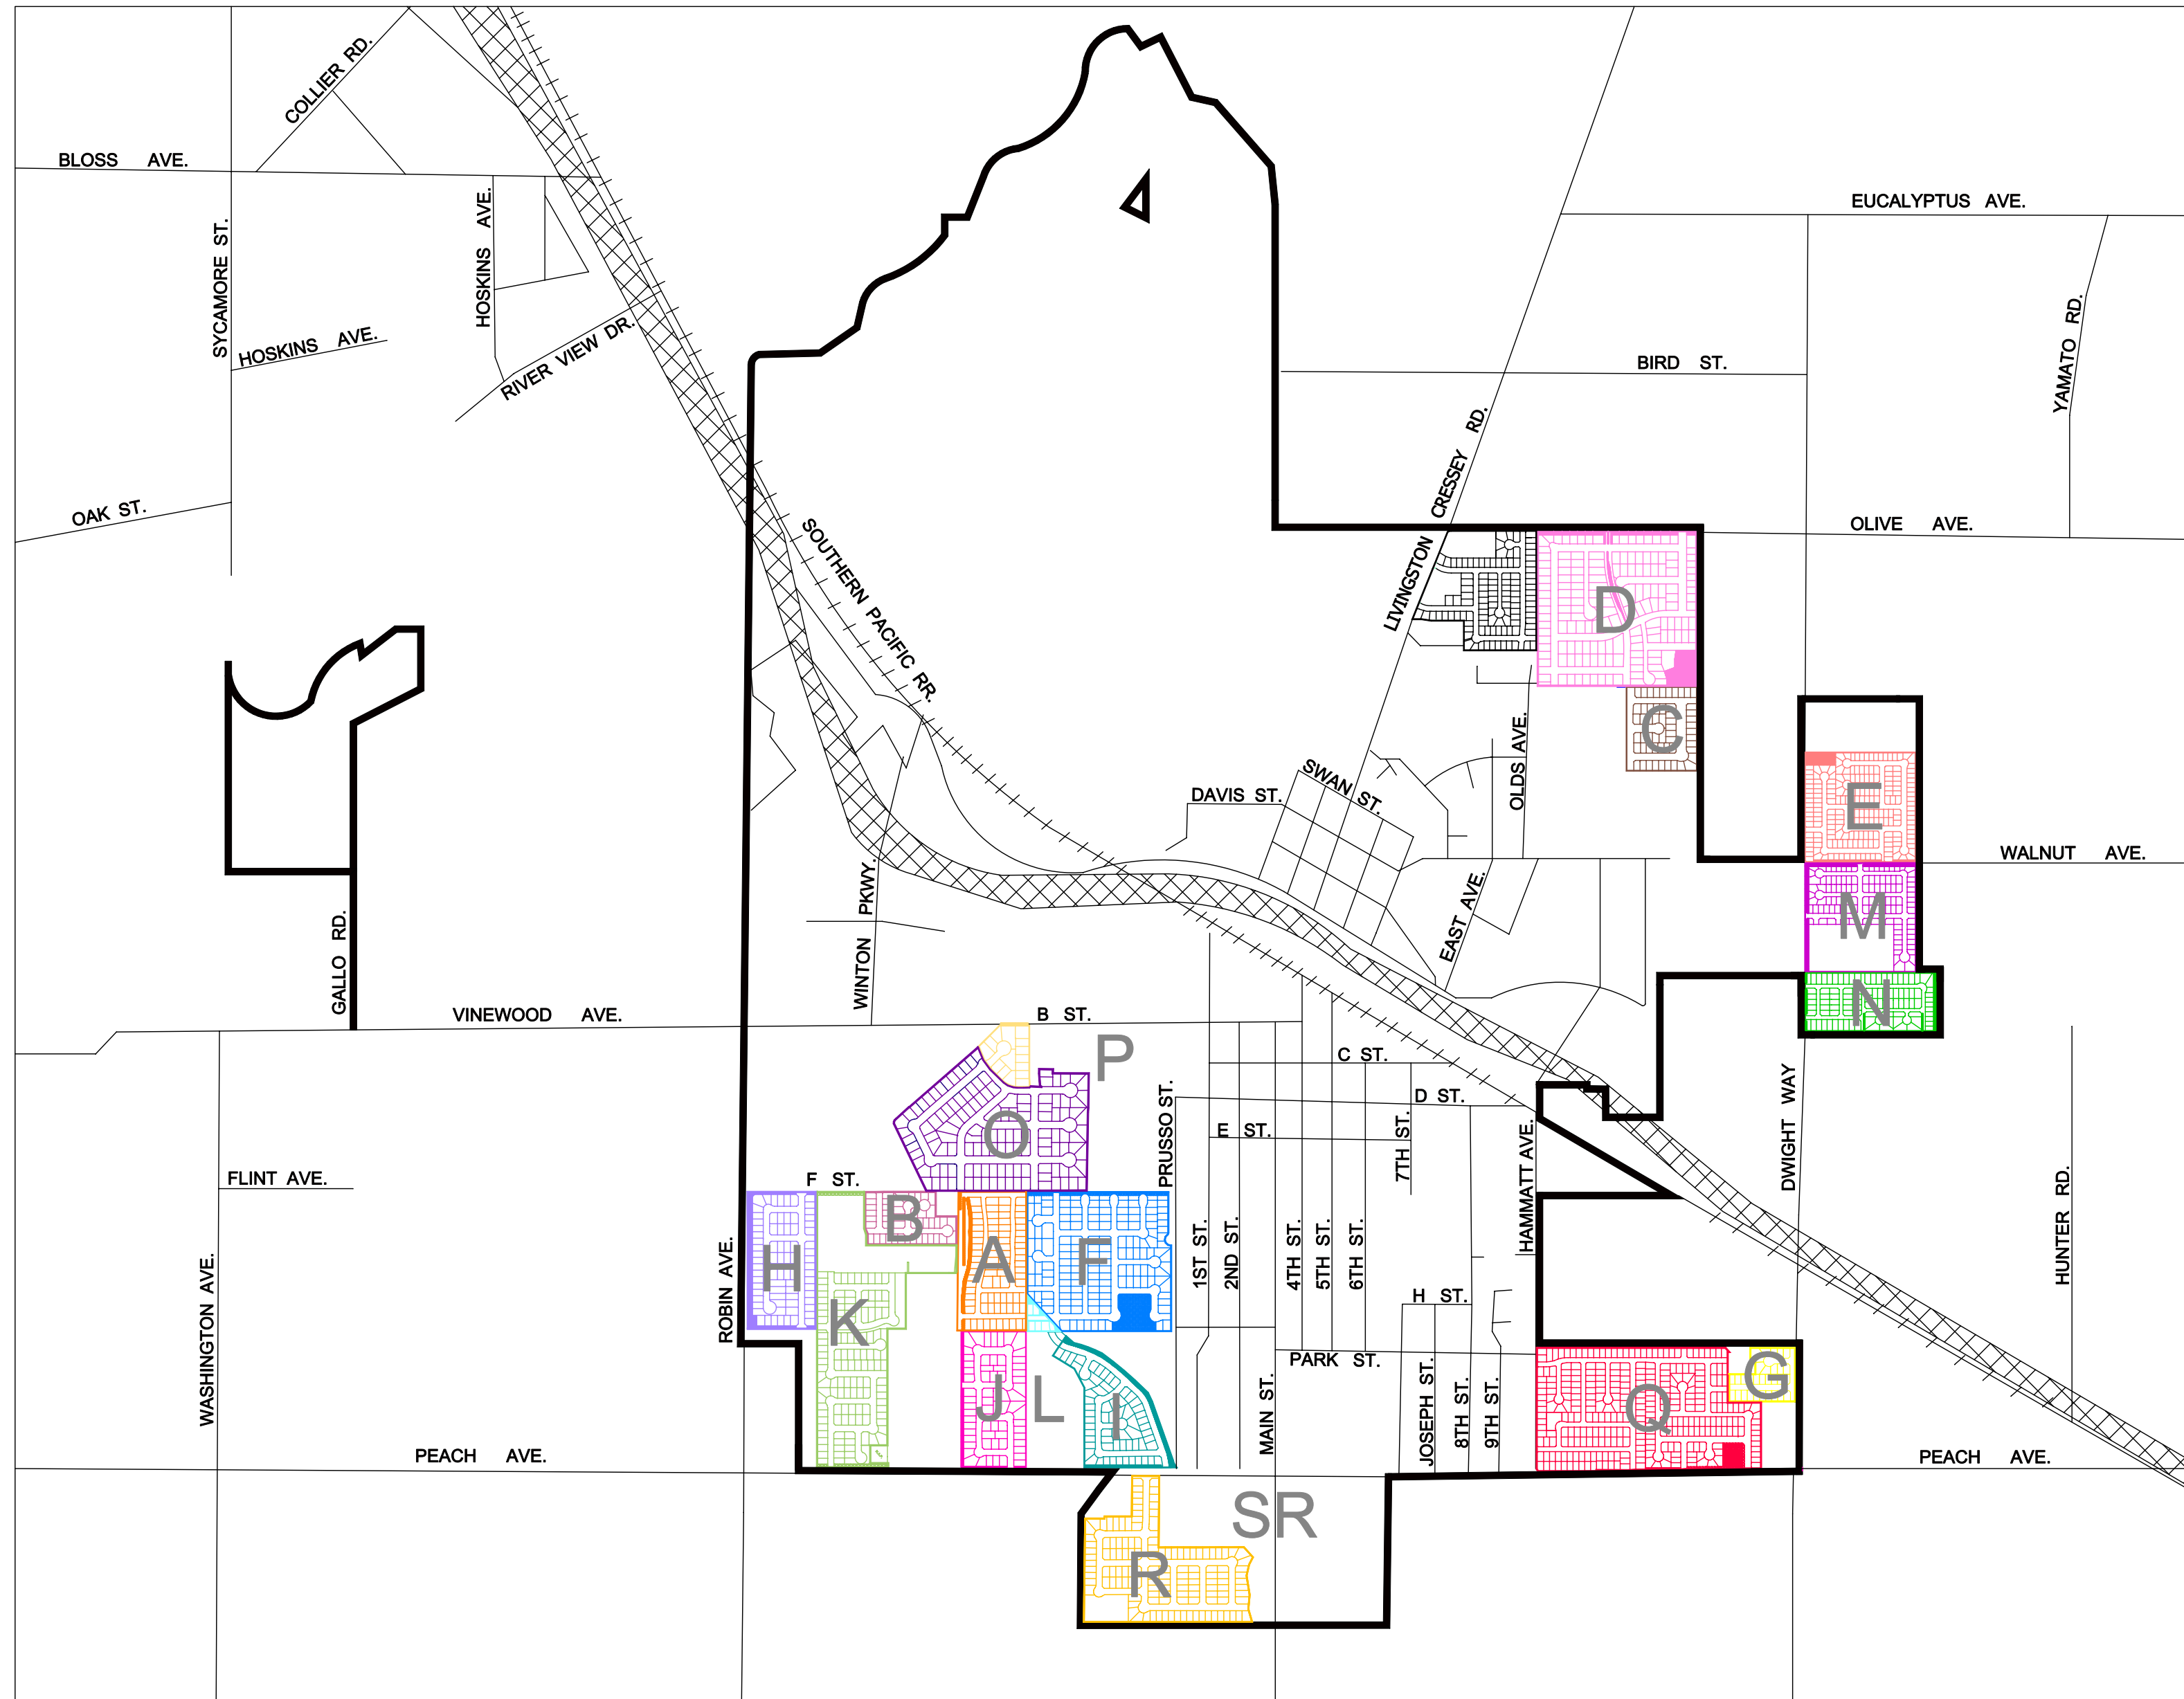 COLLIER RD.
BLOSS AVE.
SYCAMORE ST.
HOSKINS AVE.
EUCALYPTUS AVE.
HOSKINS AVE.
RIVER VIEW DR.
BIRD ST.
YAMATO RD.
OAK ST.
SOUTHERN PACIFIC RR.
LIVINGSTON CRESSEY RD.
OLIVE AVE.
D
C
OLDS AVE.
SWAN ST.
DAVIS ST.
E
WALNUT AVE.
WINTON PKWY.
EAST AVE.
M
GALLO RD.
N
VINEWOOD AVE.
B ST.
P
C ST.
D ST.
O
E ST.
PRUSSO ST.
7TH ST.
HAMMATT AVE.
DWIGHT WAY
FLINT AVE.
F ST.
B
H
A
F
K
1ST ST.
2ND ST.
4TH ST.
5TH ST.
6TH ST.
HUNTER RD.
ROBIN AVE.
WASHINGTON AVE.
H ST.
PARK ST.
J
L
I
MAIN ST.
JOSEPH ST.
8TH ST.
9TH ST.
Q
G
PEACH AVE.
PEACH AVE.
SR
R